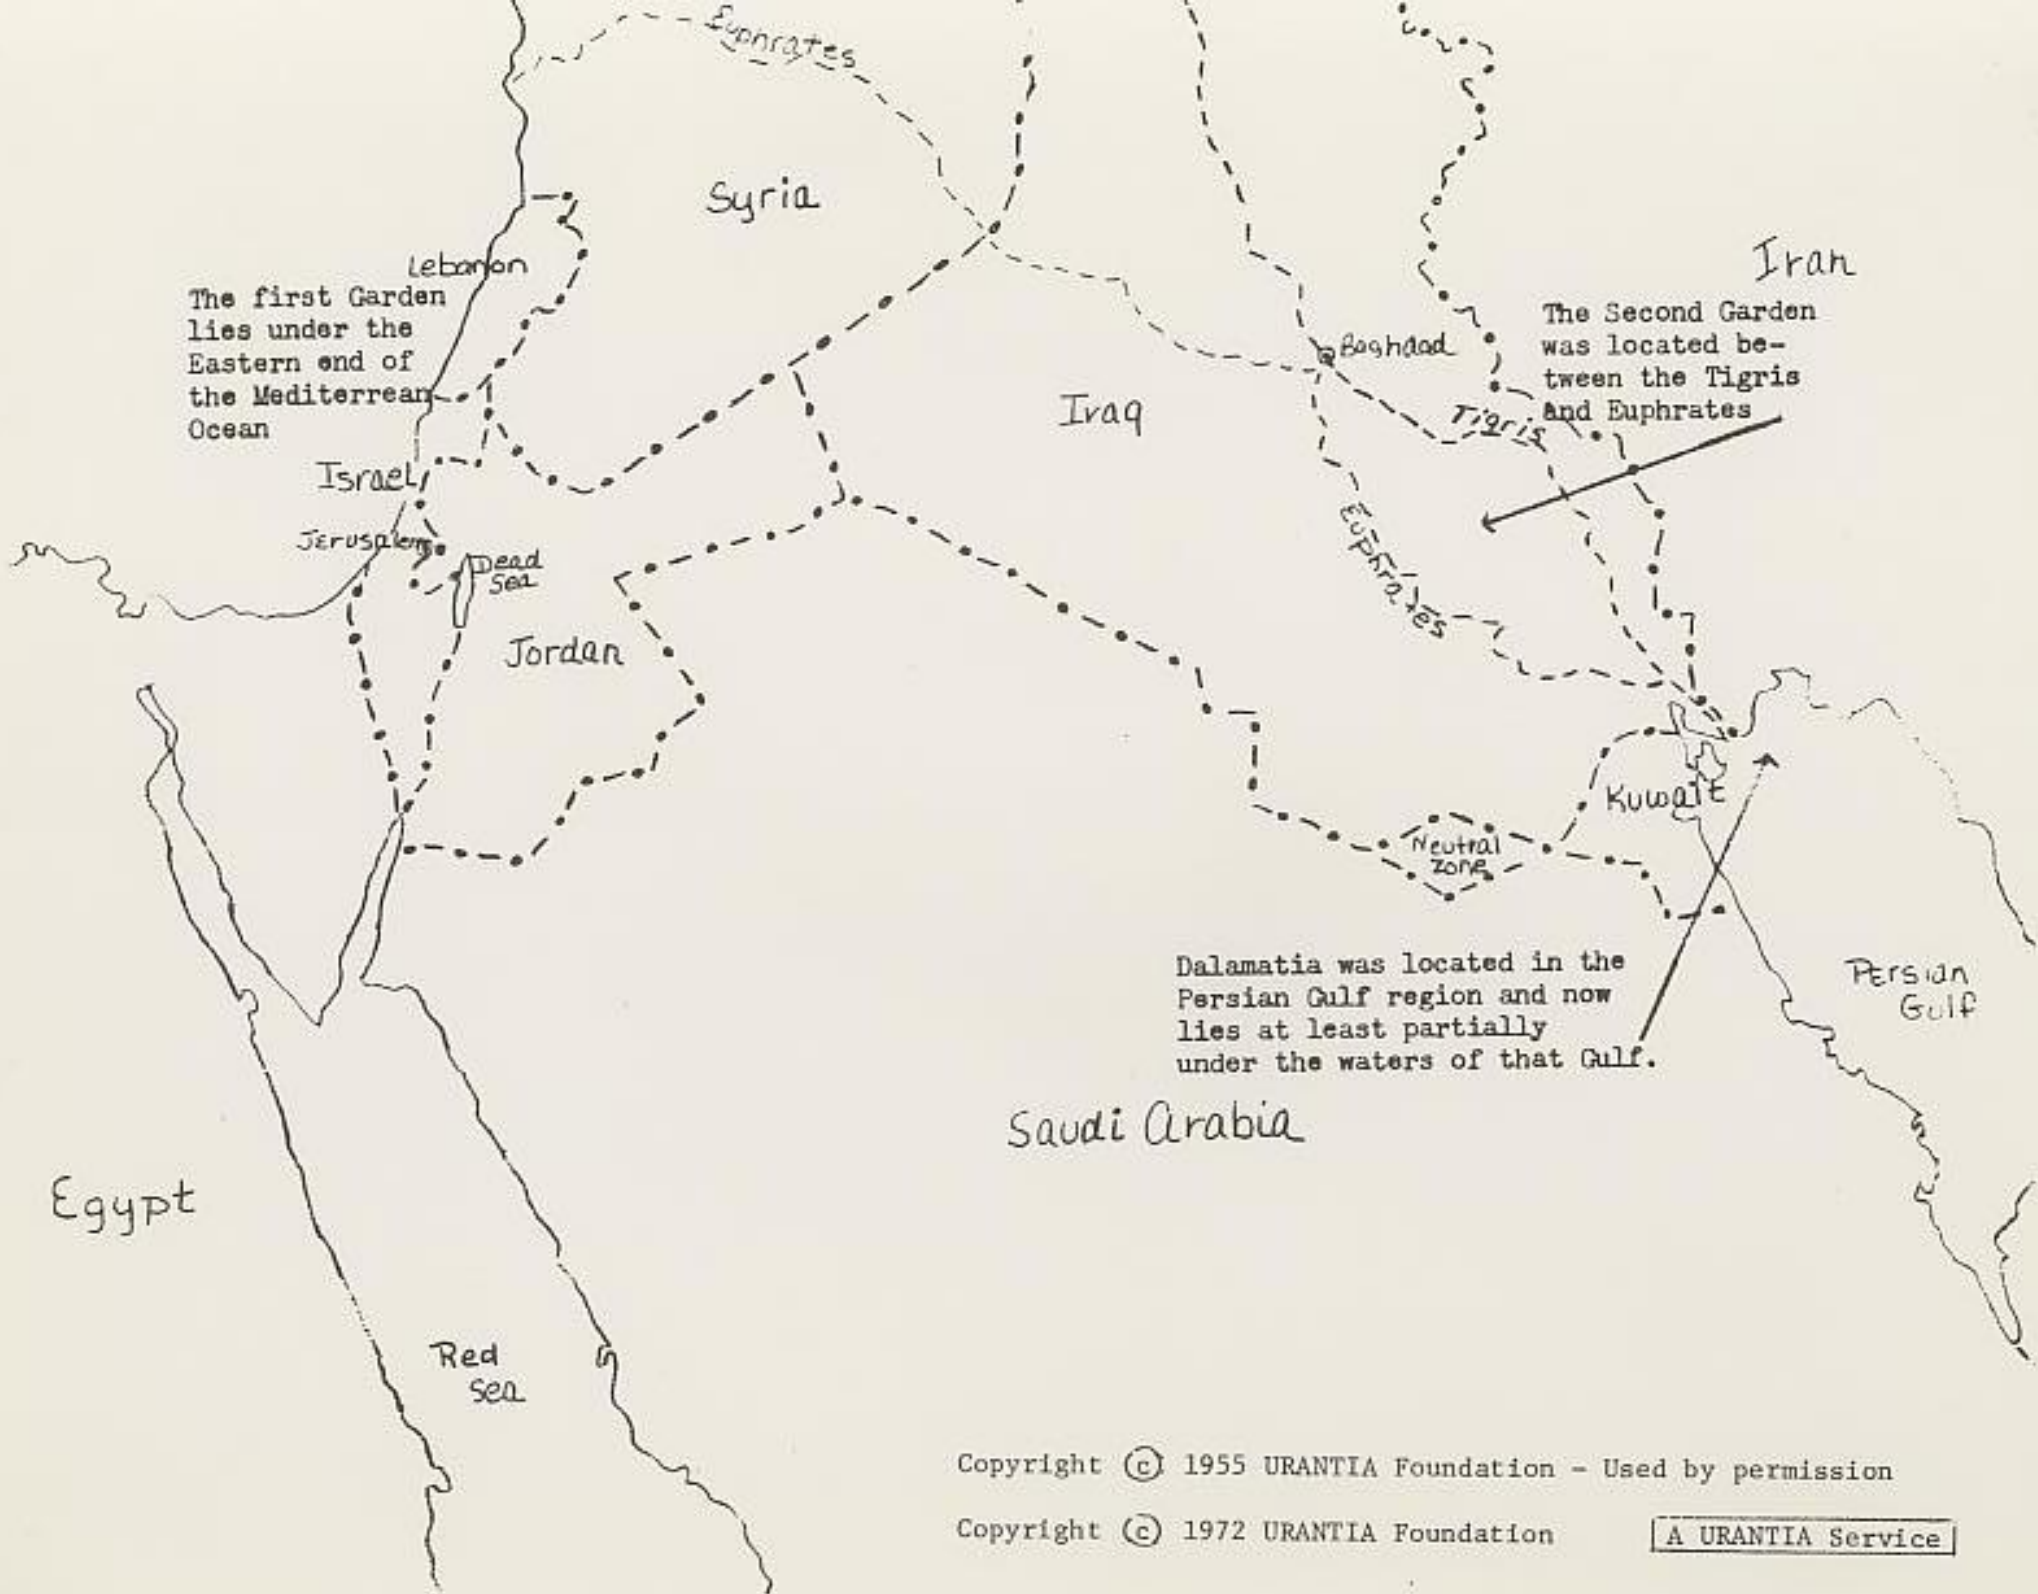 Euphrates
Syria
Lebanon
Iran
The first Garden
lies under the
Eastern end of
the Mediterrean
Ocean
The Second Garden
was located be-
tween the Tigris
and Euphrates
Baghdad
Tigris
Iraq
Israel
Jerusalem
Dead
Sea
Euphrates
Jordan
Kuwait
Neutral
zone
Dalamatia was located in the
Persian Gulf region and now
lies at least partially
under the waters of that Gulf.
Persian
Gulf
Saudi Arabia
Egypt
Red
Sea
Copyright © 1955 URANTIA Foundation - Used by permission
Copyright © 1972 URANTIA Foundation
A URANTIA Service